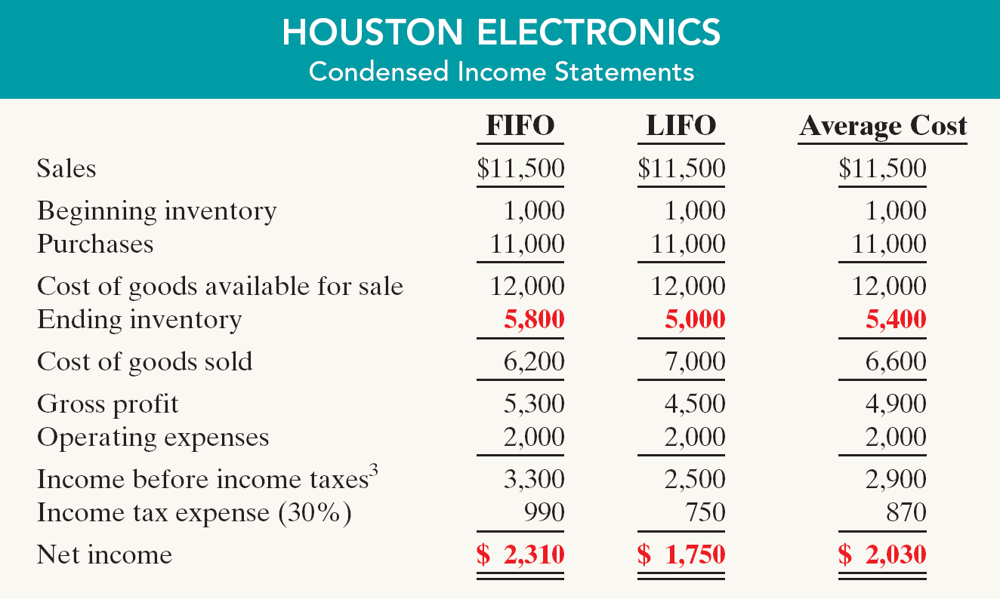 HOUSTON ELECTRONICS
Condensed Income Statements
FIFO LIFO Average Cost
Sales $11,500 $11,500 $11,500
Beginning inventory 1,000 1,000 1,000
Purchases 11,000 11,000 11,000
Cost of goods available for sale 12,000 12,000 12,000
Ending inventory 5,800 5,000 5,400
Cost of goods sold 6,200 7,000 6,600
Gross profit 5,300 4,500 4,900
Operating expenses 2,000 2,000 2,000
Income before income taxes³ 3,300 2,500 2,900
Income tax expense (30%) 990 750 870
Net income $ 2,310 $ 1,750 $ 2,030